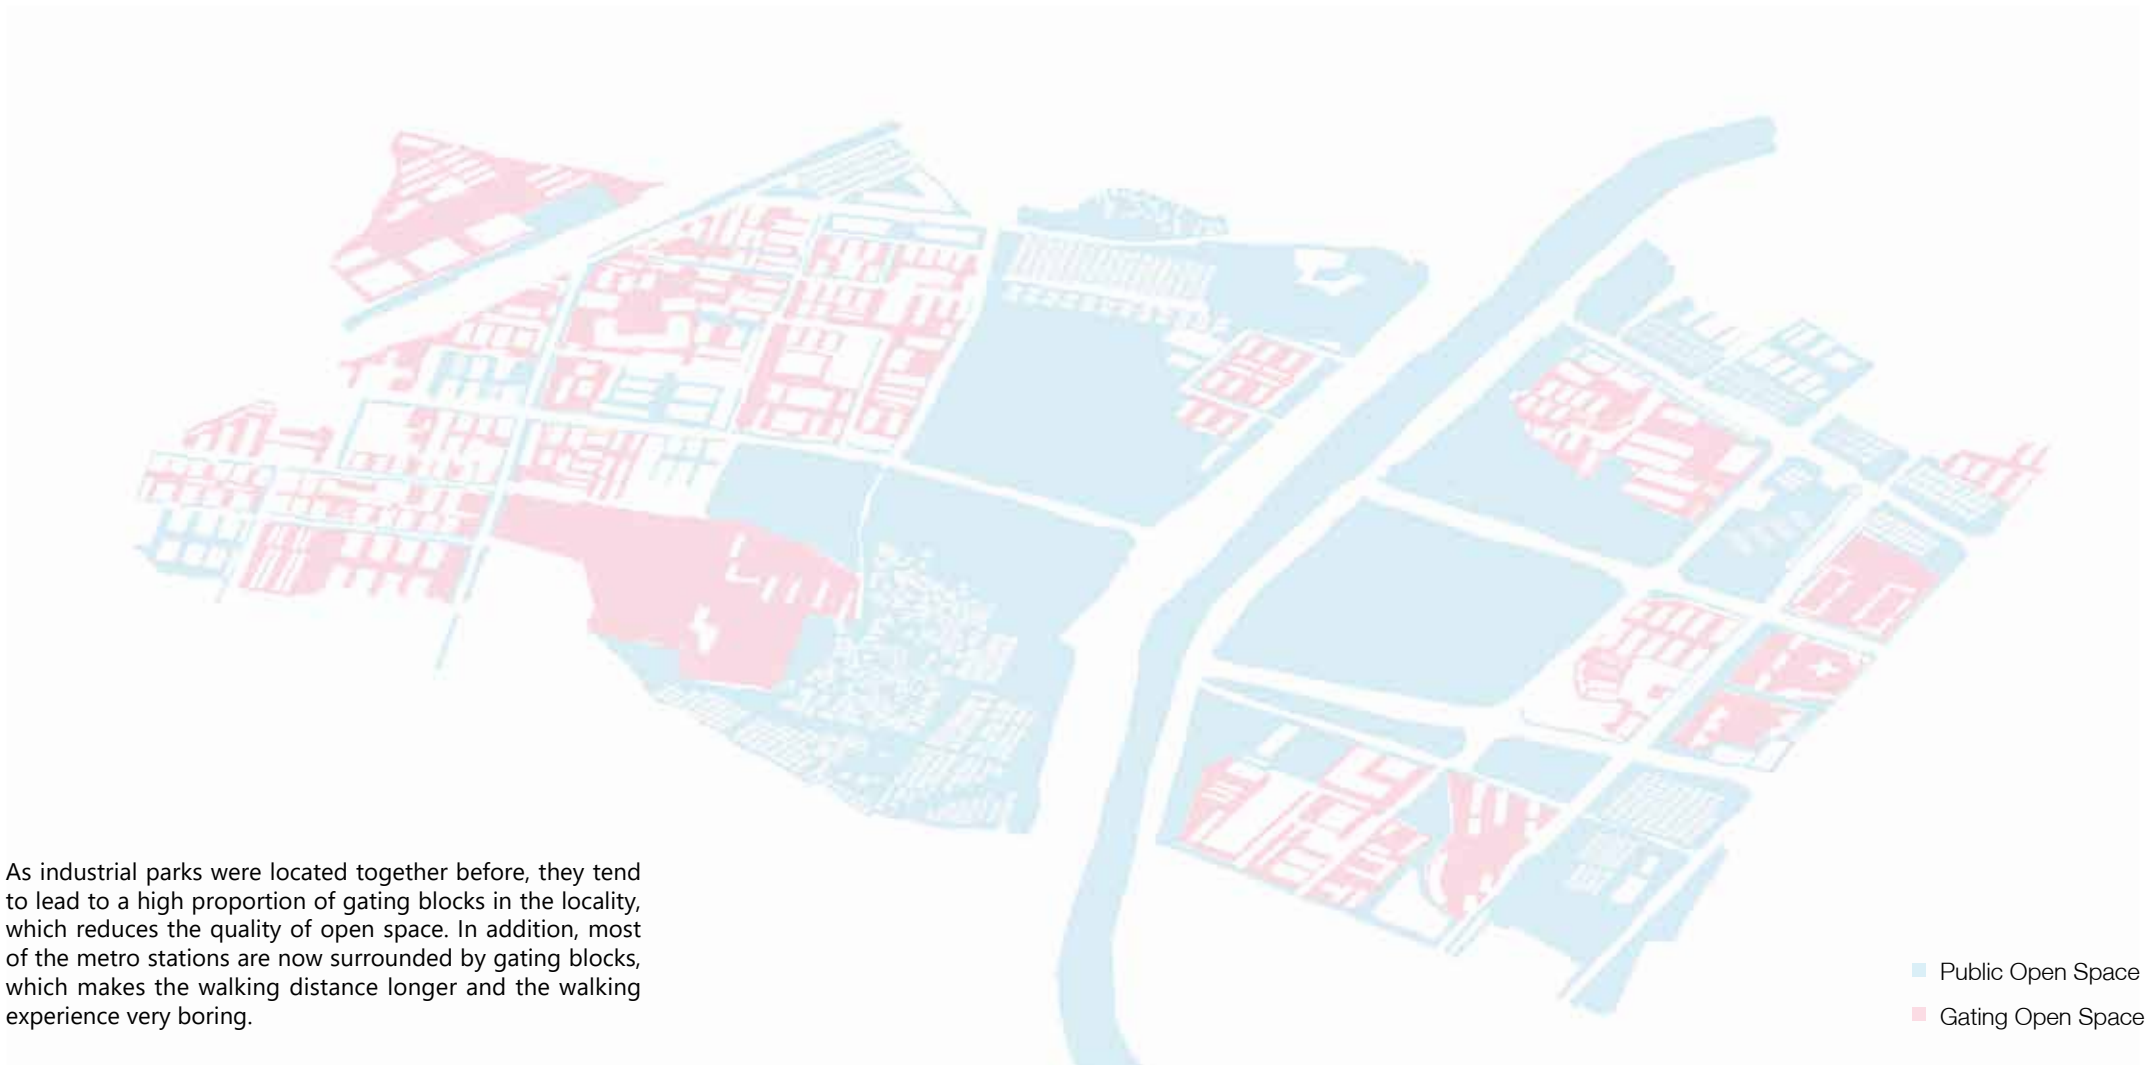 As industrial parks were located together before, they tend
to lead to a high proportion of gating blocks in the locality,
which reduces the quality of open space. In addition, most
of the metro stations are now surrounded by gating blocks,
which makes the walking distance longer and the walking
experience very boring.
Public Open Space
Gating Open Space